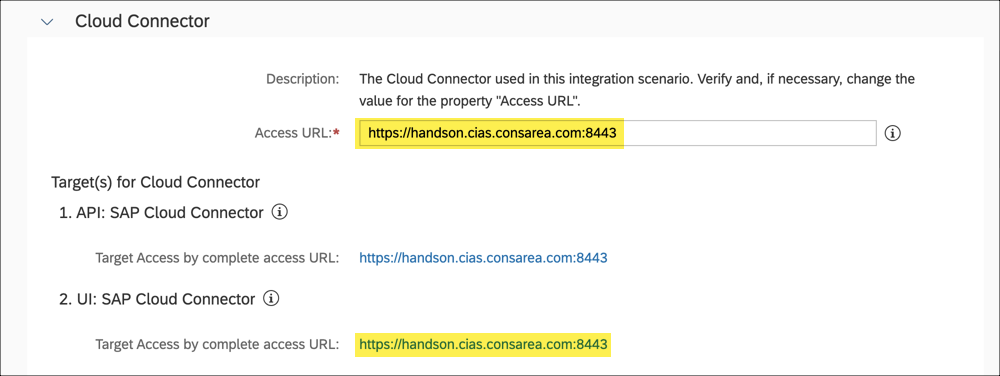 Cloud Connector
Description: The Cloud Connector used in this integration scenario. Verify and, if necessary, change the
value for the property "Access URL".
Access URL:* https://handson.cias.consarea.com:8443
Target(s) for Cloud Connector
1. API: SAP Cloud Connector
Target Access by complete access URL: https://handson.cias.consarea.com:8443
2. UI: SAP Cloud Connector
Target Access by complete access URL: https://handson.cias.consarea.com:8443